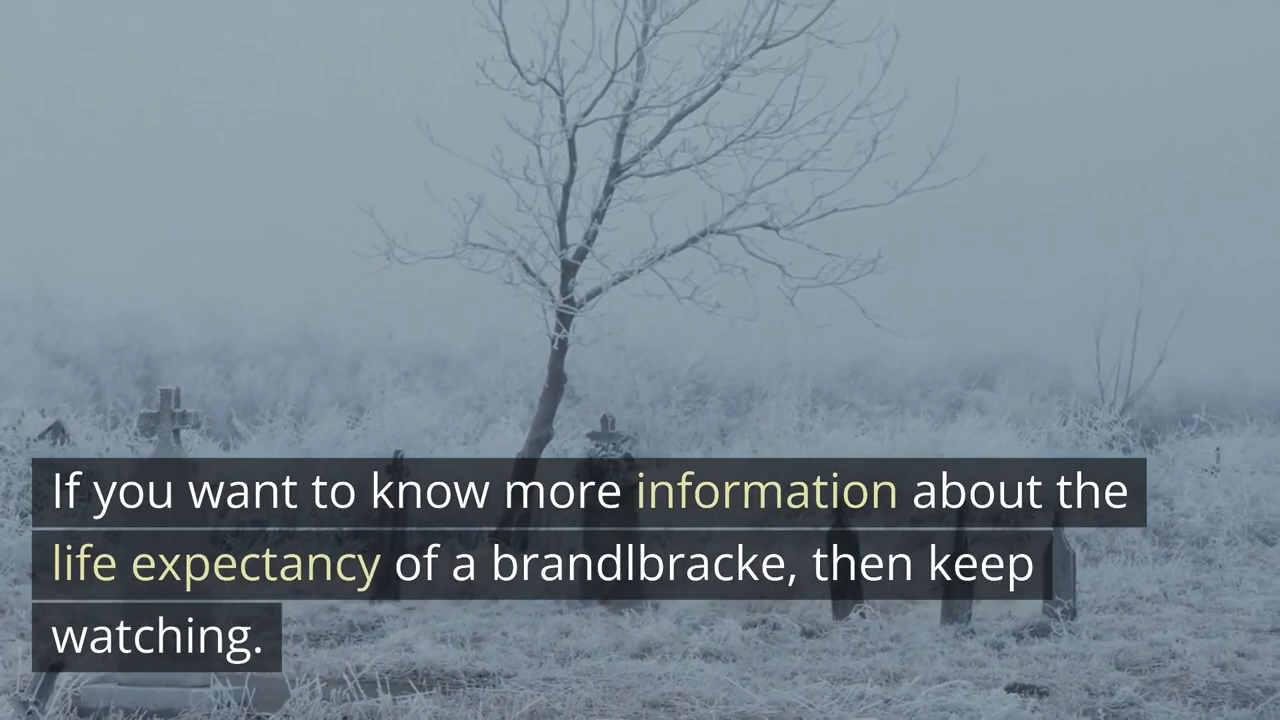 If you want to know more information about the
life expectancy of a brandlbracke, then keep
watching.